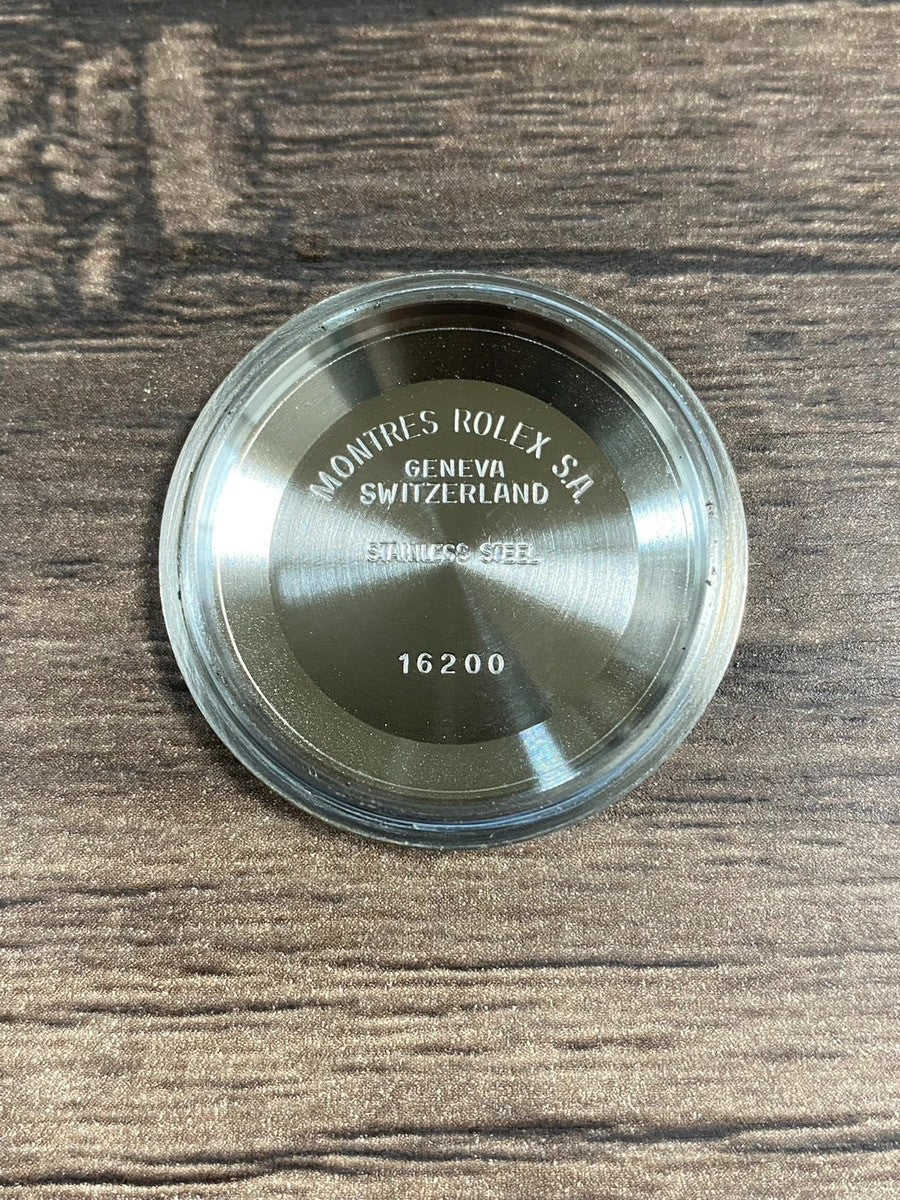 MONTRES ROLEX S.A.
GENEVA
SWITZERLAND
STAINLESS STEEL
16200